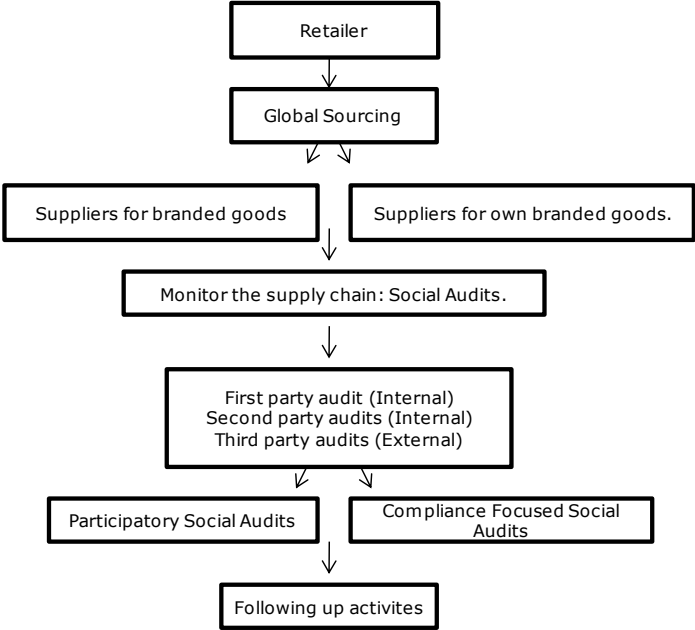 Retailer
Global Sourcing
Suppliers for branded goods
Suppliers for own branded goods.
Monitor the supply chain: Social Audits.
First party audit (Internal)
Second party audits (Internal)
Third party audits (External)
Participatory Social Audits
Compliance Focused Social
Audits
Following up activites